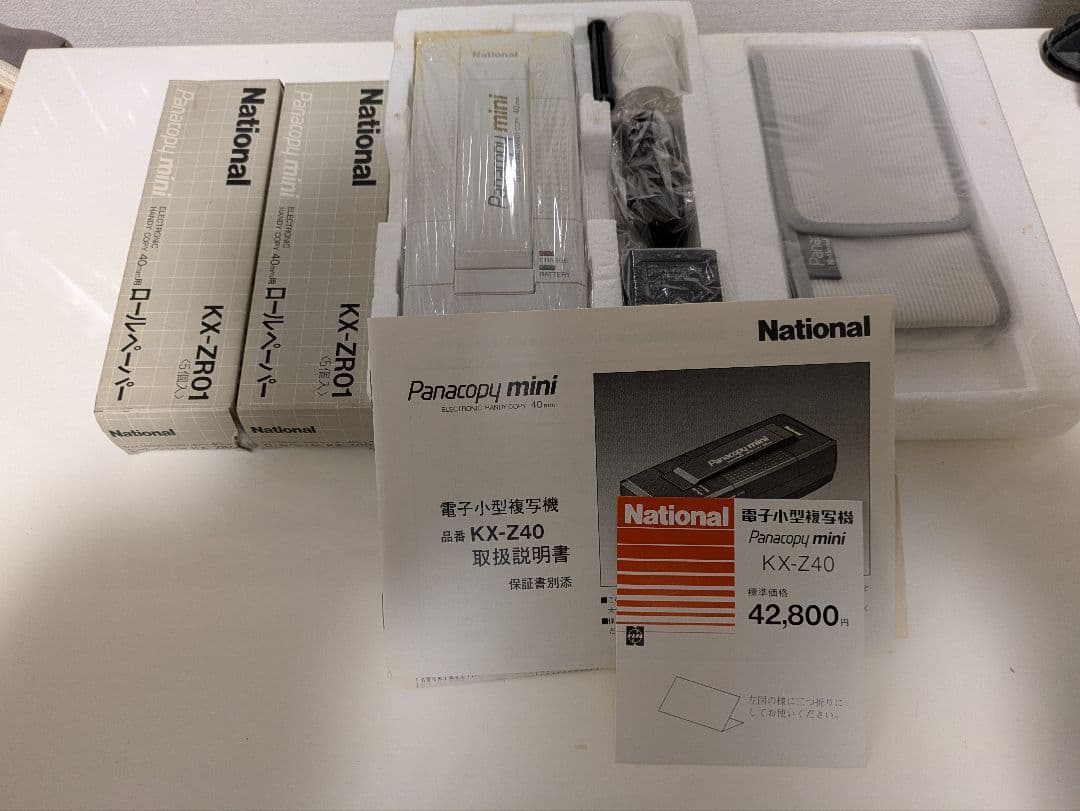 National
Panacopy mini
ELECTRONIC
HANDY COPY 40mm用
ロールペーパー
KX-ZR01
〈5個入〉
National
National
Panacopy mini
ELECTRONIC
HANDY COPY 40mm用
ロールペーパー
KX-ZR01
〈5個入〉
National
National
Panacopy mini
40mm
CHARGE
BATTERY
National
Panacopy mini
ELECTRONIC HANDY COPY 40mm
電子小型複写機
品番 KX-Z40
取扱説明書
保証書別添
Panacopy mini
National
電子小型複写機
Panacopy mini
KX-Z40
標準価格
42,800円
左図の様に二つ折りに
してお使いください。